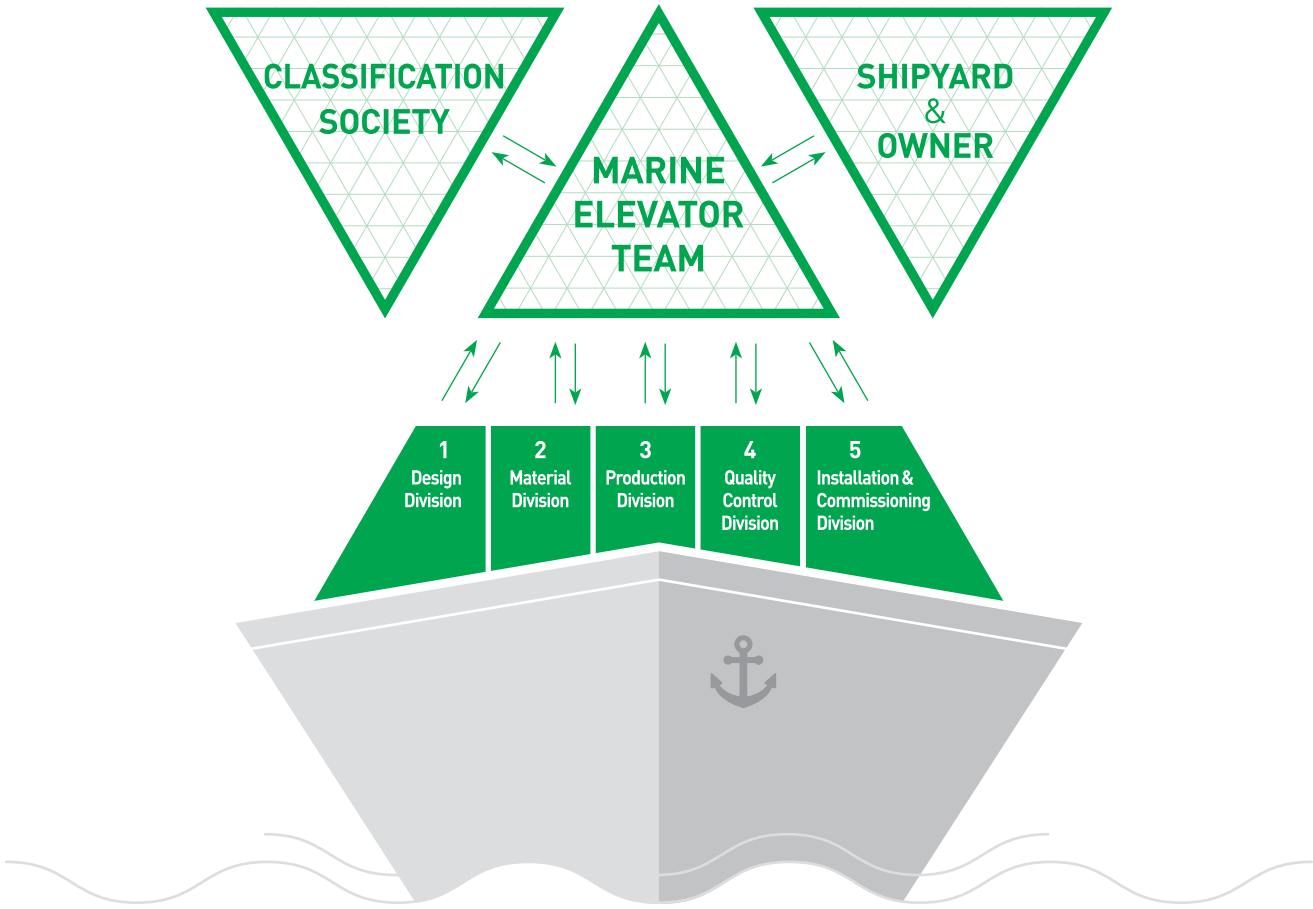 CLASSIFICATION
SOCIETY
MARINE
ELEVATOR
TEAM
SHIPYARD
&
OWNER
1
Design
Division
2
Material
Division
3
Production
Division
4
Quality
Control
Division
5
Installation &
Commissioning
Division